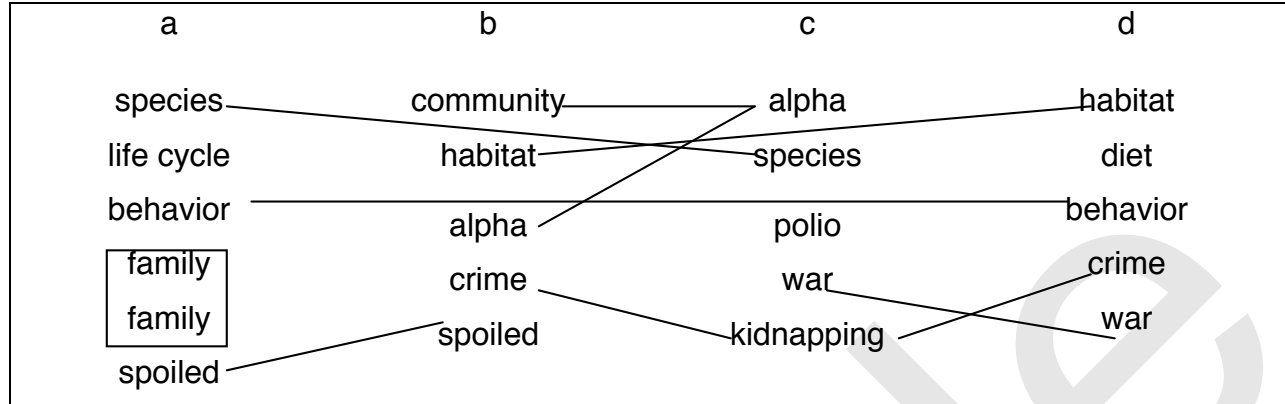 a b c d
species community alpha habitat
life cycle habitat species diet
behavior alpha polio behavior
family crime war crime
family spoiled kidnapping war
spoiled